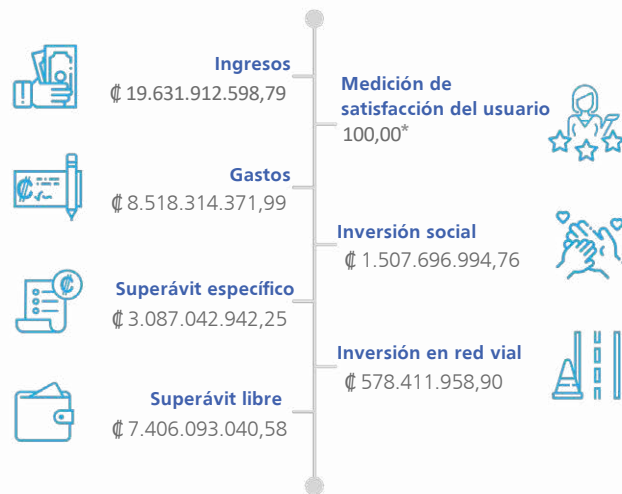 Ingresos
₡ 19.631.912.598,79
Gastos
₡ 8.518.314.371,99
Superávit específico
₡ 3.087.042.942,25
Superávit libre
₡ 7.406.093.040,58
Medición de
satisfacción del usuario
100,00*
Inversión social
₡ 1.507.696.994,76
Inversión en red vial
₡ 578.411.958,90